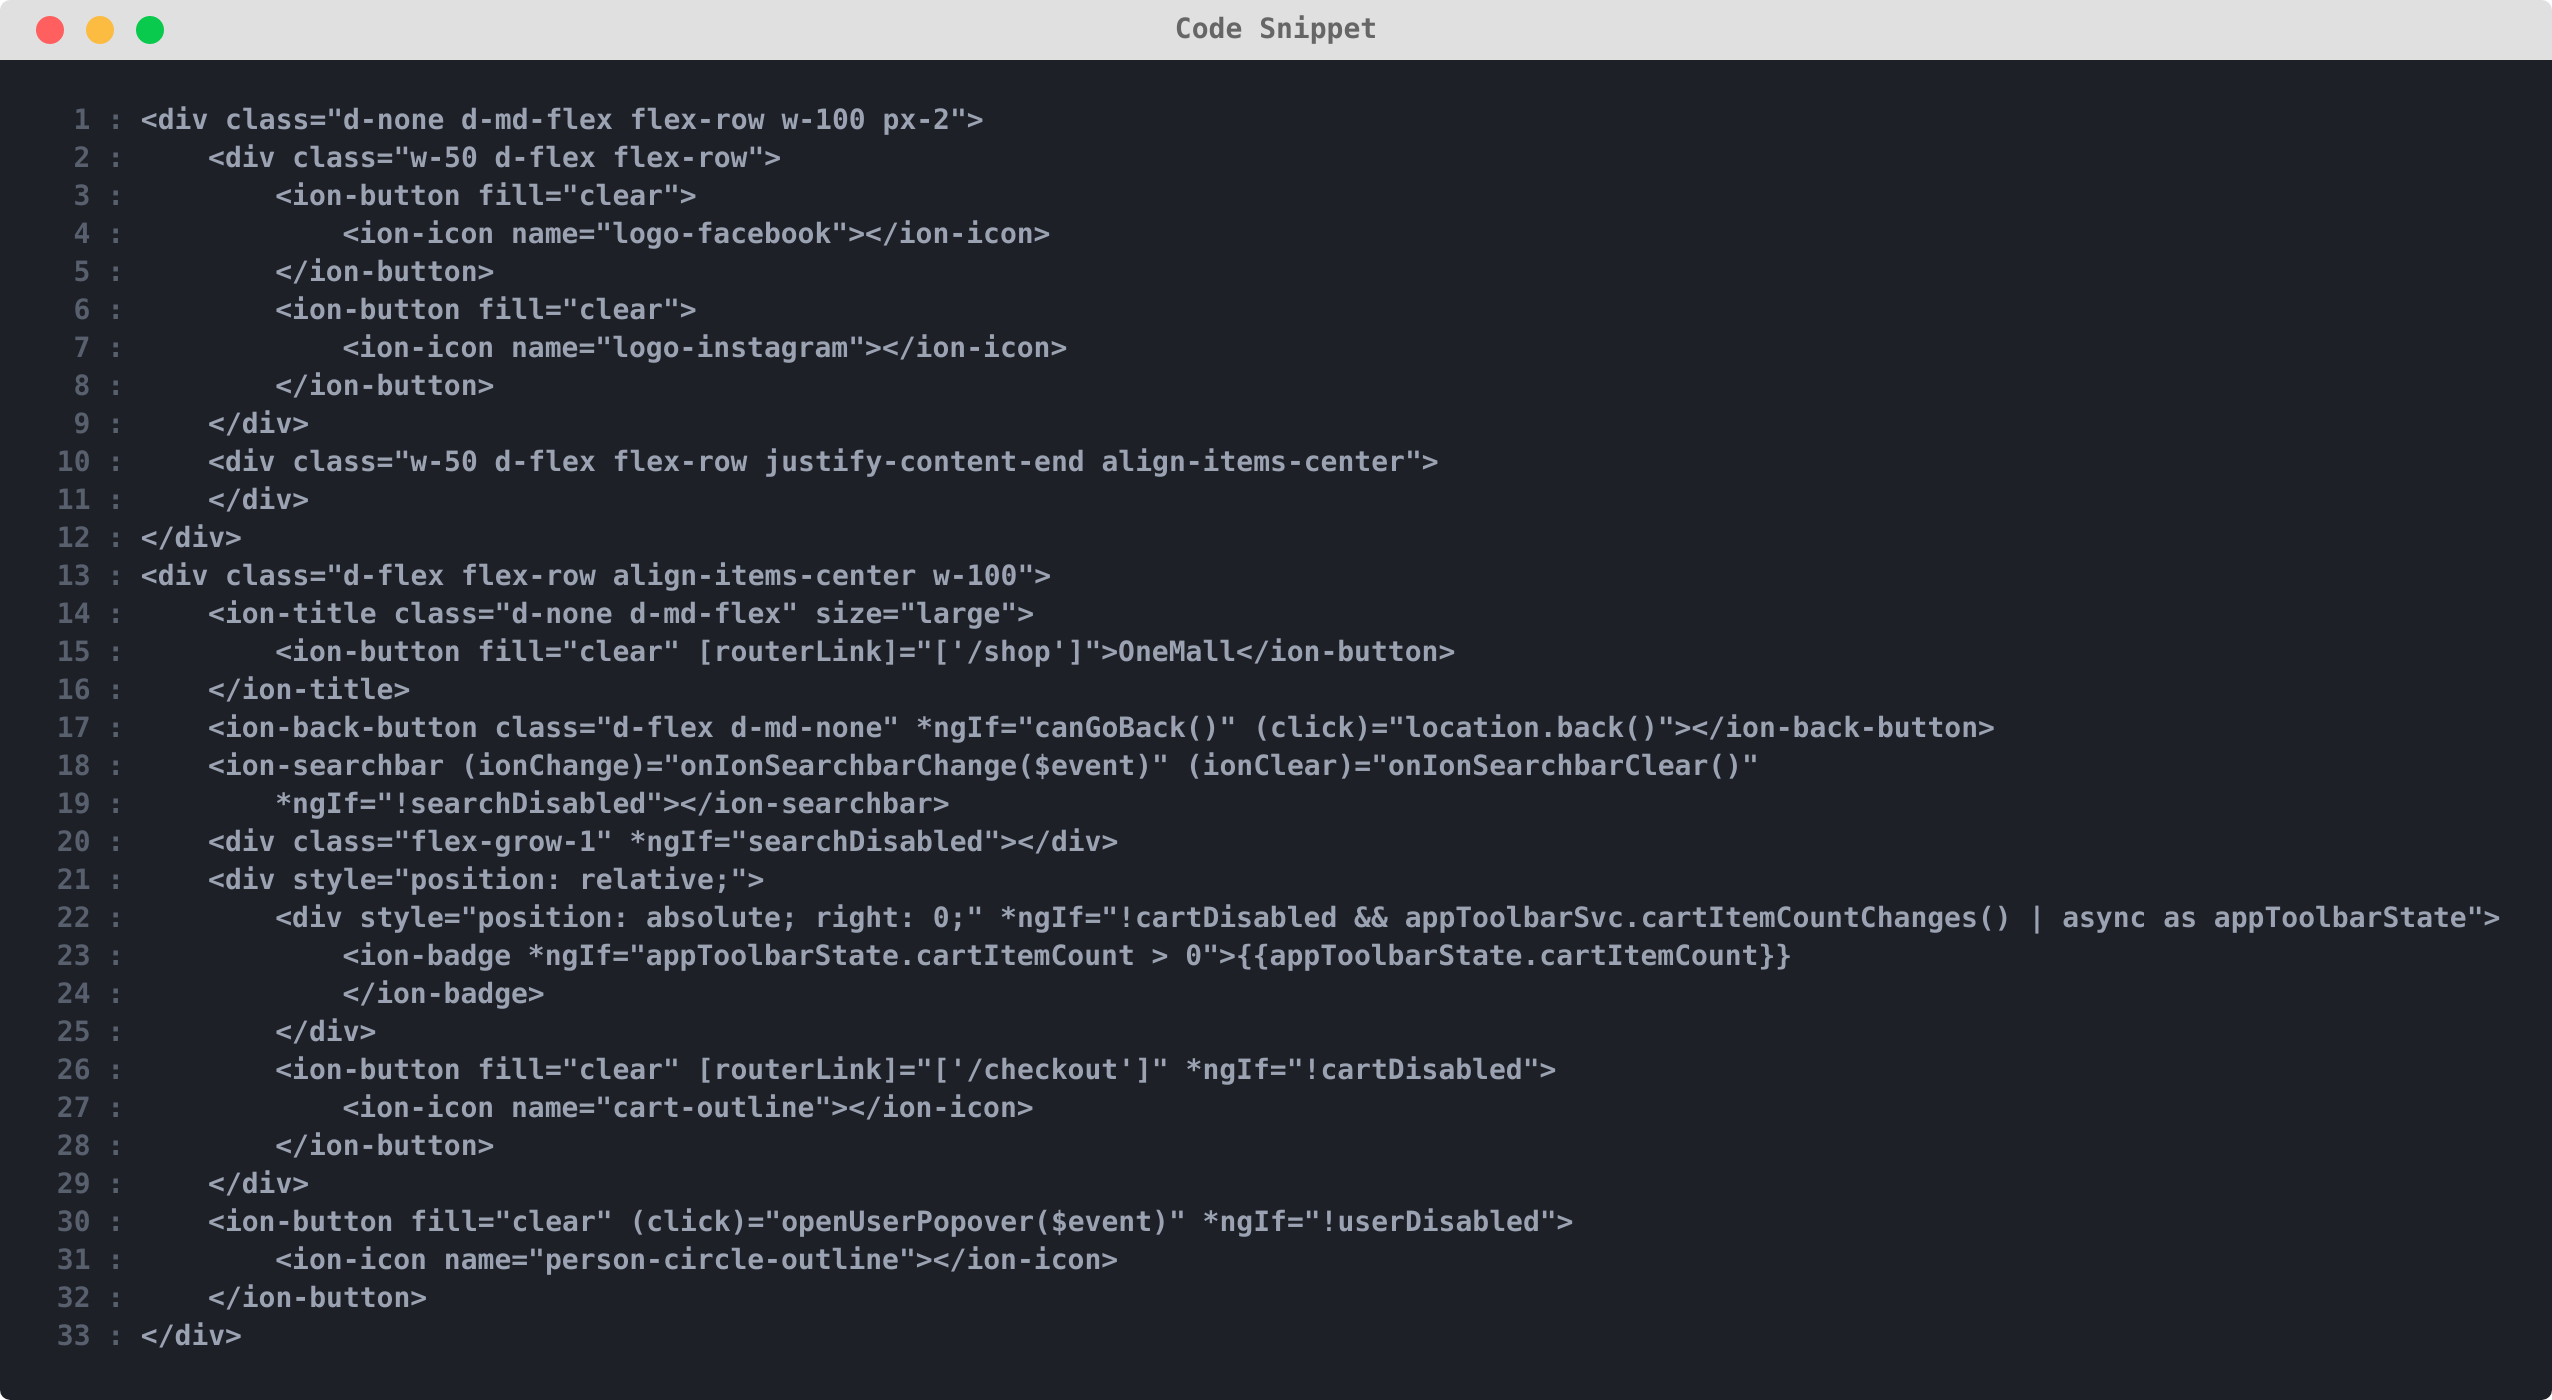 Code Snippet
1 : <div class="d-none d-md-flex flex-row w-100 px-2">
2 :     <div class="w-50 d-flex flex-row">
3 :         <ion-button fill="clear">
4 :             <ion-icon name="logo-facebook"></ion-icon>
5 :         </ion-button>
6 :         <ion-button fill="clear">
7 :             <ion-icon name="logo-instagram"></ion-icon>
8 :         </ion-button>
9 :     </div>
10 :     <div class="w-50 d-flex flex-row justify-content-end align-items-center">
11 :     </div>
12 : </div>
13 : <div class="d-flex flex-row align-items-center w-100">
14 :     <ion-title class="d-none d-md-flex" size="large">
15 :         <ion-button fill="clear" [routerLink]="['/shop']">OneMall</ion-button>
16 :     </ion-title>
17 :     <ion-back-button class="d-flex d-md-none" *ngIf="canGoBack()" (click)="location.back()"></ion-back-button>
18 :     <ion-searchbar (ionChange)="onIonSearchbarChange($event)" (ionClear)="onIonSearchbarClear()"
19 :         *ngIf="!searchDisabled"></ion-searchbar>
20 :     <div class="flex-grow-1" *ngIf="searchDisabled"></div>
21 :     <div style="position: relative;">
22 :         <div style="position: absolute; right: 0;" *ngIf="!cartDisabled && appToolbarSvc.cartItemCountChanges() | async as appToolbarState">
23 :             <ion-badge *ngIf="appToolbarState.cartItemCount > 0">{{appToolbarState.cartItemCount}}
24 :             </ion-badge>
25 :         </div>
26 :         <ion-button fill="clear" [routerLink]="['/checkout']" *ngIf="!cartDisabled">
27 :             <ion-icon name="cart-outline"></ion-icon>
28 :         </ion-button>
29 :     </div>
30 :     <ion-button fill="clear" (click)="openUserPopover($event)" *ngIf="!userDisabled">
31 :         <ion-icon name="person-circle-outline"></ion-icon>
32 :     </ion-button>
33 : </div>